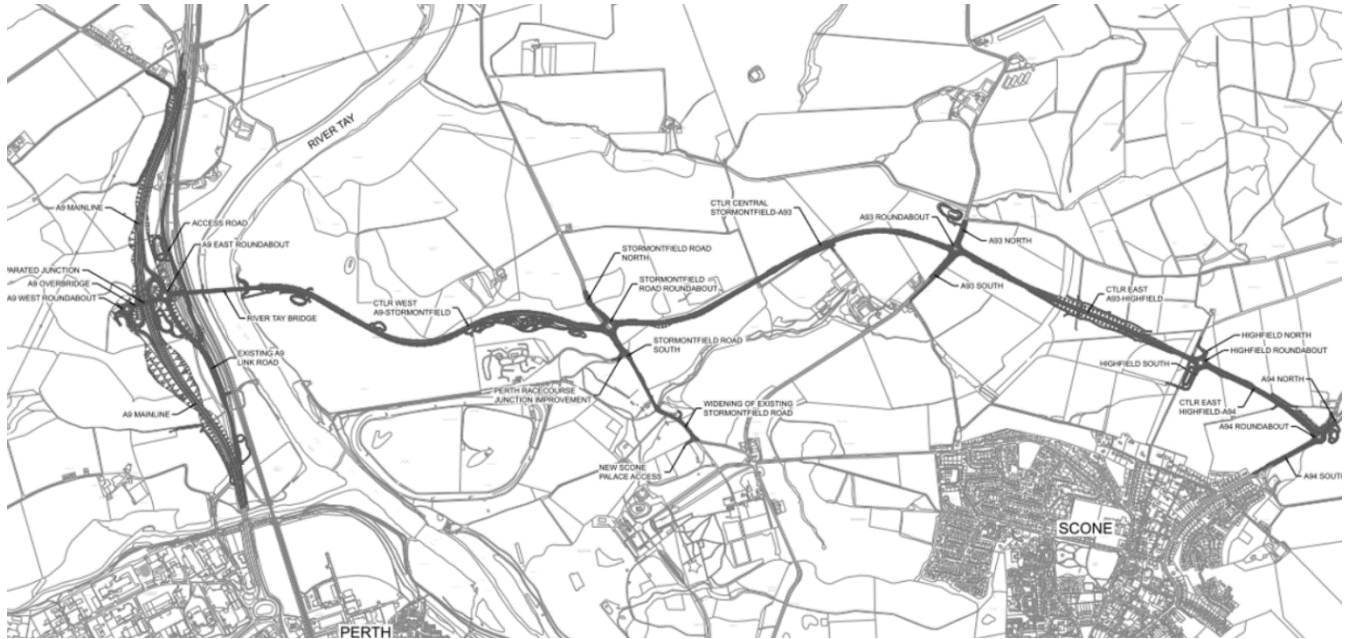 RIVER TAY
A9 MAINLINE
ACCESS ROAD
A9 EAST ROUNDABOUT
PARATED JUNCTION
A9 OVERBRIDGE
A9 WEST ROUNDABOUT
RIVER TAY BRIDGE
EXISTING A9
LINK ROAD
A9 MAINLINE
CTLR WEST
A9-STORMONTFIELD
STORMONTFIELD ROAD
NORTH
STORMONTFIELD
ROAD ROUNDABOUT
STORMONTFIELD ROAD
SOUTH
PERTH RACECOURSE
JUNCTION IMPROVEMENT
WIDENING OF EXISTING
STORMONTFIELD ROAD
NEW SCONE
PALACE ACCESS
CTLR CENTRAL
STORMONTFIELD-A93
A93 ROUNDABOUT
A93 NORTH
A93 SOUTH
CTLR EAST
A93-HIGHFIELD
HIGHFIELD NORTH
HIGHFIELD ROUNDABOUT
HIGHFIELD SOUTH
A94 NORTH
CTLR EAST
HIGHFIELD-A94
A94 ROUNDABOUT
A94 SOUTH
SCONE
PERTH